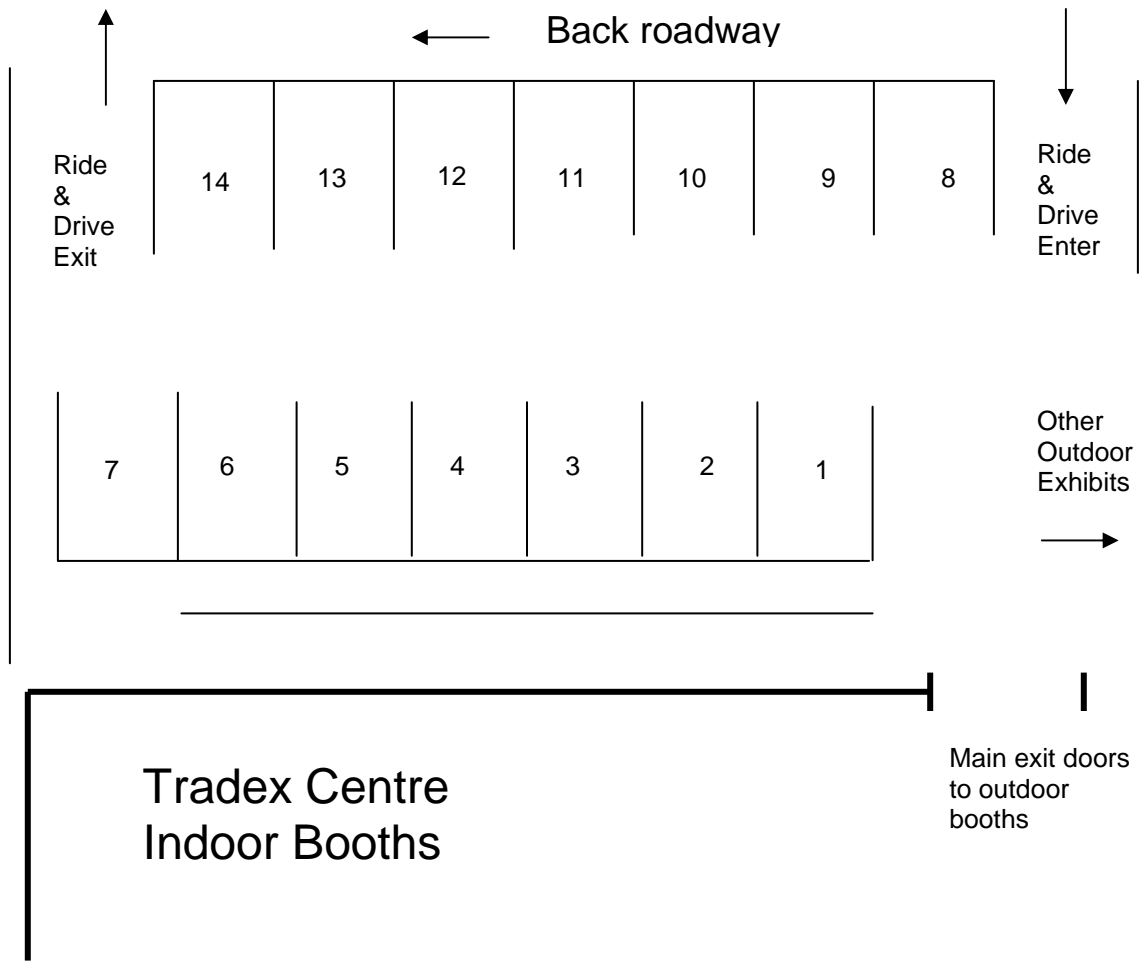 Back roadway
Ride
&
Drive
Exit
14
13
12
11
10
9
8
Ride
&
Drive
Enter
7
6
5
4
3
2
1
Other
Outdoor
Exhibits
Tradex Centre
Indoor Booths
Main exit doors
to outdoor
booths